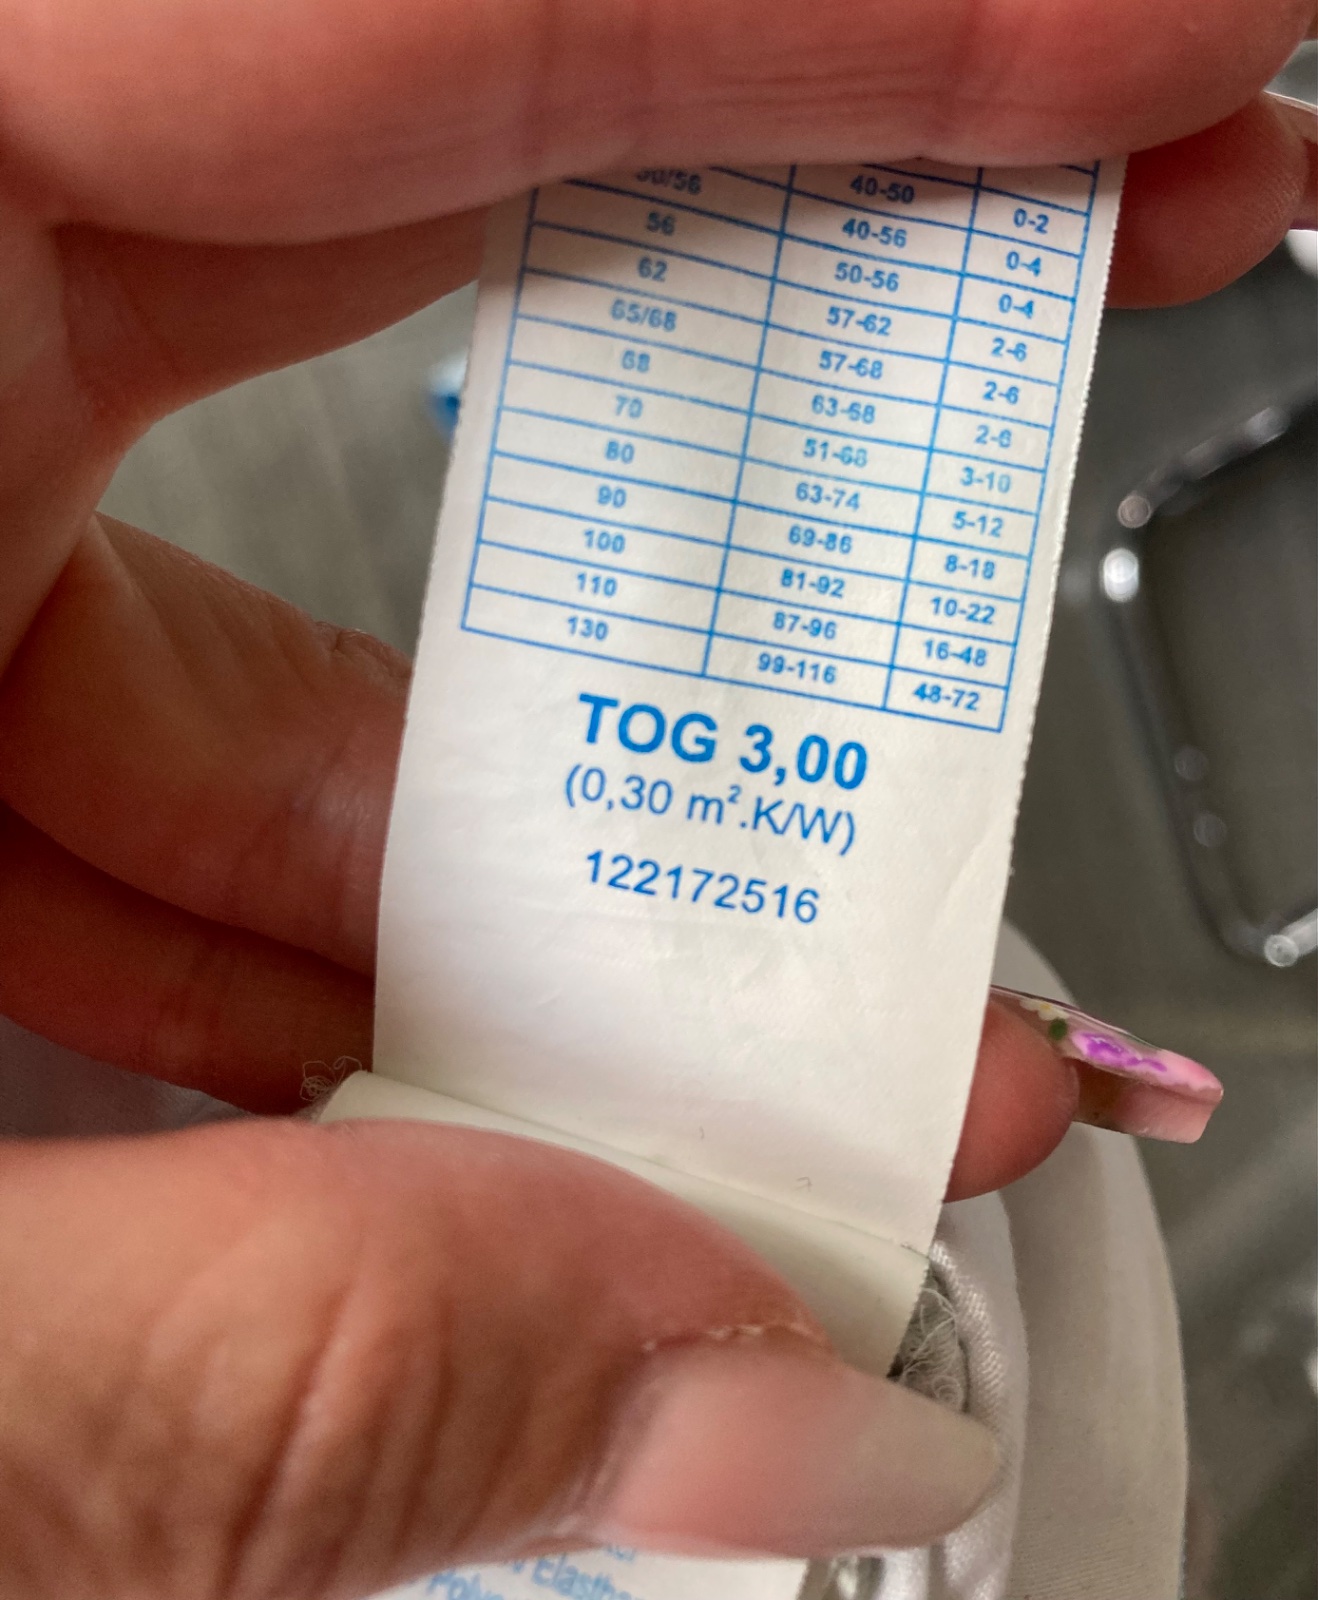 40-50 0-2
50/56 40-56 0-4
56 50-56 0-4
62 57-62 2-6
65/68 57-68 2-6
68 63-68 2-6
70 51-68 3-10
80 63-74 5-12
90 69-86 8-18
100 81-92 10-22
110 87-96 16-48
130 99-116 48-72
TOG 3,00
(0,30 m².K/W)
122172516